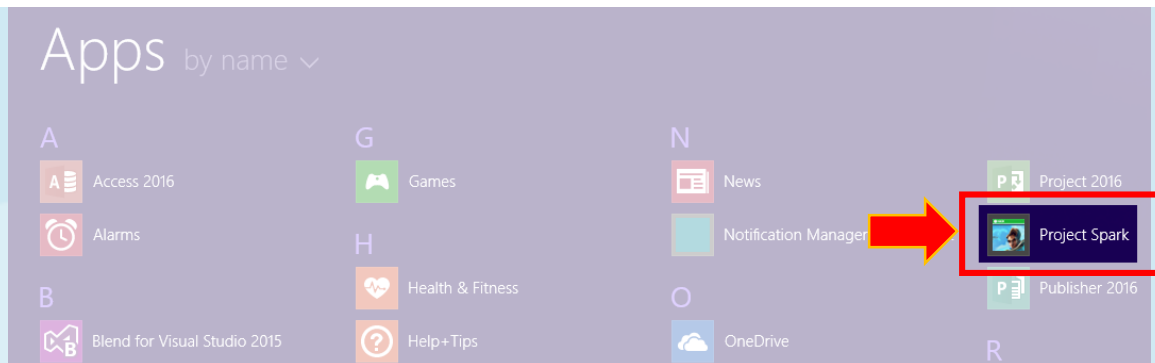 Apps by name
A
Access 2016
Alarms
B
Blend for Visual Studio 2015
G
Games
H
Health & Fitness
Help+Tips
N
News
Notification Manager
O
OneDrive
Project 2016
Project Spark
Publisher 2016
R